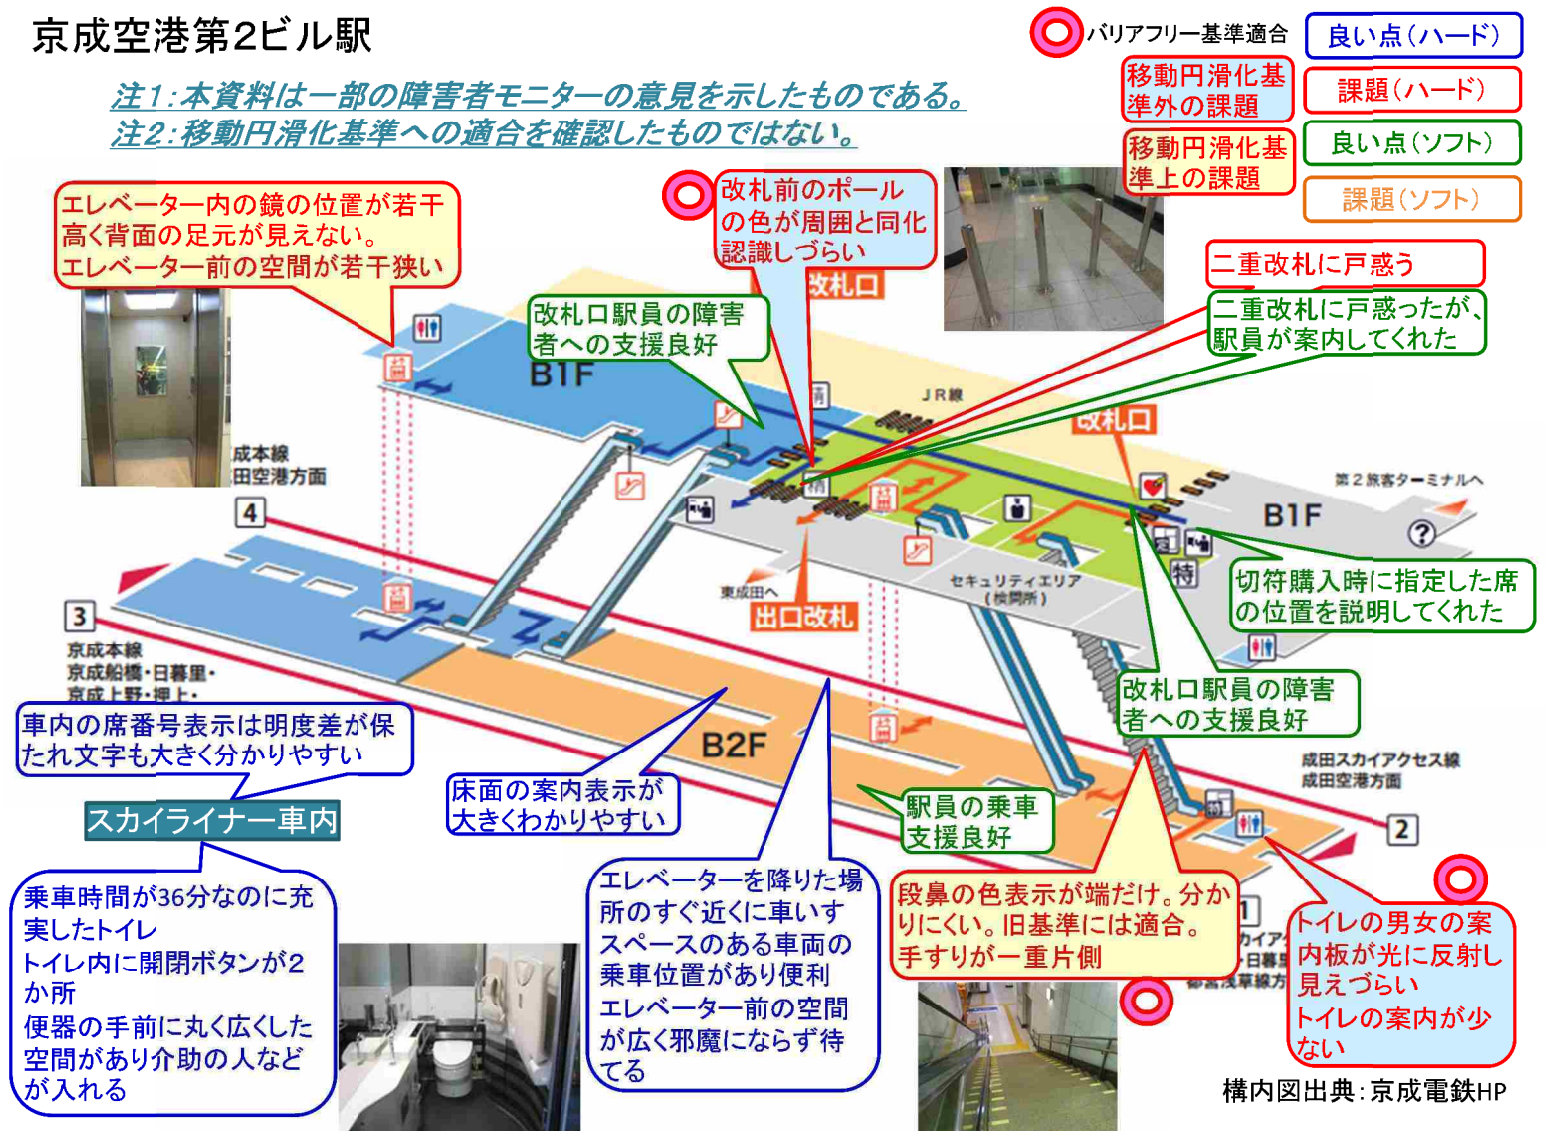 京成空港第2ビル駅
注1:本資料は一部の障害者モニターの意見を示したものである。
注2:移動円滑化基準への適合を確認したものではない。
バリアフリー基準適合
移動円滑化基
準外の課題
移動円滑化基
準上の課題
良い点(ハード)
課題(ハード)
良い点(ソフト)
課題(ソフト)
エレベーター内の鏡の位置が若干
高く背面の足元が見えない。
エレベーター前の空間が若干狭い
改札前のポール
の色が周囲と同化
認識しづらい
改札口
改札口駅員の障害
者への支援良好
二重改札に戸惑う
二重改札に戸惑ったが、
駅員が案内してくれた
B1F
JR線
改札口
精
精
成本線
田空港方面
4
第2旅客ターミナルへ
B1F
?
特
切符購入時に指定した席
の位置を説明してくれた
セキュリティエリア
(検問所)
東成田へ
出口改札
3
京成本線
京成船橋・日暮里・
京成上野・押上・
改札口駅員の障害
者への支援良好
車内の席番号表示は明度差が保
たれ文字も大きく分かりやすい
B2F
成田スカイアクセス線
成田空港方面
スカイライナー車内
床面の案内表示が
大きくわかりやすい
駅員の乗車
支援良好
2
乗車時間が36分なのに充
実したトイレ
トイレ内に開閉ボタンが2
か所
便器の手前に丸く広くした
空間があり介助の人など
が入れる
エレベーターを降りた場
所のすぐ近くに車いす
スペースのある車両の
乗車位置があり便利
エレベーター前の空間
が広く邪魔にならず待
てる
段鼻の色表示が端だけ。分か
りにくい。旧基準には適合。
手すりが一重片側
1
カイア
・日暮里
都営浅草線方
トイレの男女の案
内板が光に反射し
見えづらい
トイレの案内が少
ない
構内図出典:京成電鉄HP